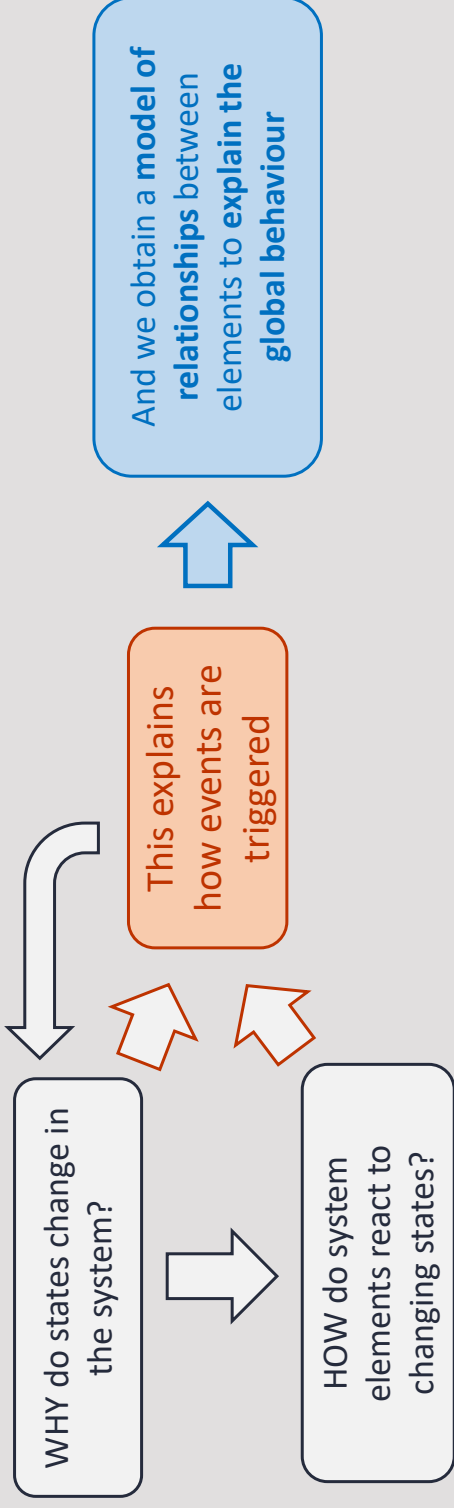 WHY do states change in
the system?
HOW do system
elements react to
changing states?
This explains
how events are
triggered
And we obtain a model of
relationships between
elements to explain the
global behaviour